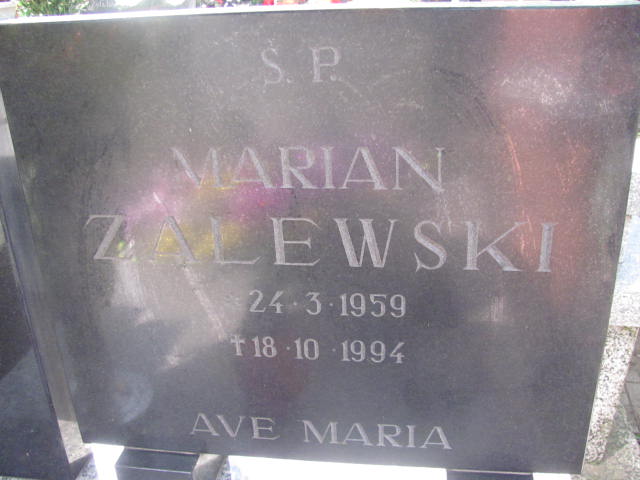 Ś. P.
MARIAN
ZALEWSKI
* 24·3·1959
† 18·10·1994
AVE MARIA